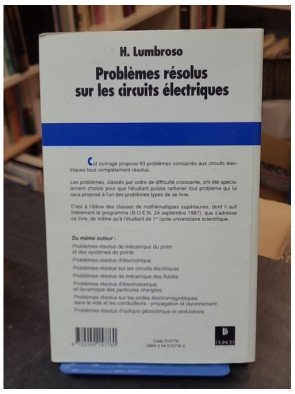 H. Lumbroso
Problèmes résolus
sur les circuits électriques
Cet ouvrage propose 93 problèmes consacrés aux circuits élec-
triques tous complètement résolus.
Les problèmes, classés par ordre de difficulté croissante, ont été spécia-
lement choisis pour que l'étudiant puisse ramener tout problème qui lui
sera proposé à l'un des problèmes types de ce livre.
C'est à l'élève des classes de mathématiques supérieures, dont il suit
fidèlement le programme (B.O.E.N. 24 septembre 1987), que s'adresse
ce livre, de même qu'à l'étudiant de 1er cycle universitaire scientifique.
Du même auteur :
Problèmes résolus de mécanique du point
et des systèmes de points
Problèmes résolus d'électronique
Problèmes résolus sur les circuits électriques
Problèmes résolus de mécanique des fluides
Problèmes résolus d'électrostatique
et dynamique des particules chargées
Problèmes résolus sur les ondes électromagnétiques
dans le vide et les conducteurs - propagation et rayonnement
Problèmes résolus d'optique géométrique et ondulatoire
DUNOD
Code 015776